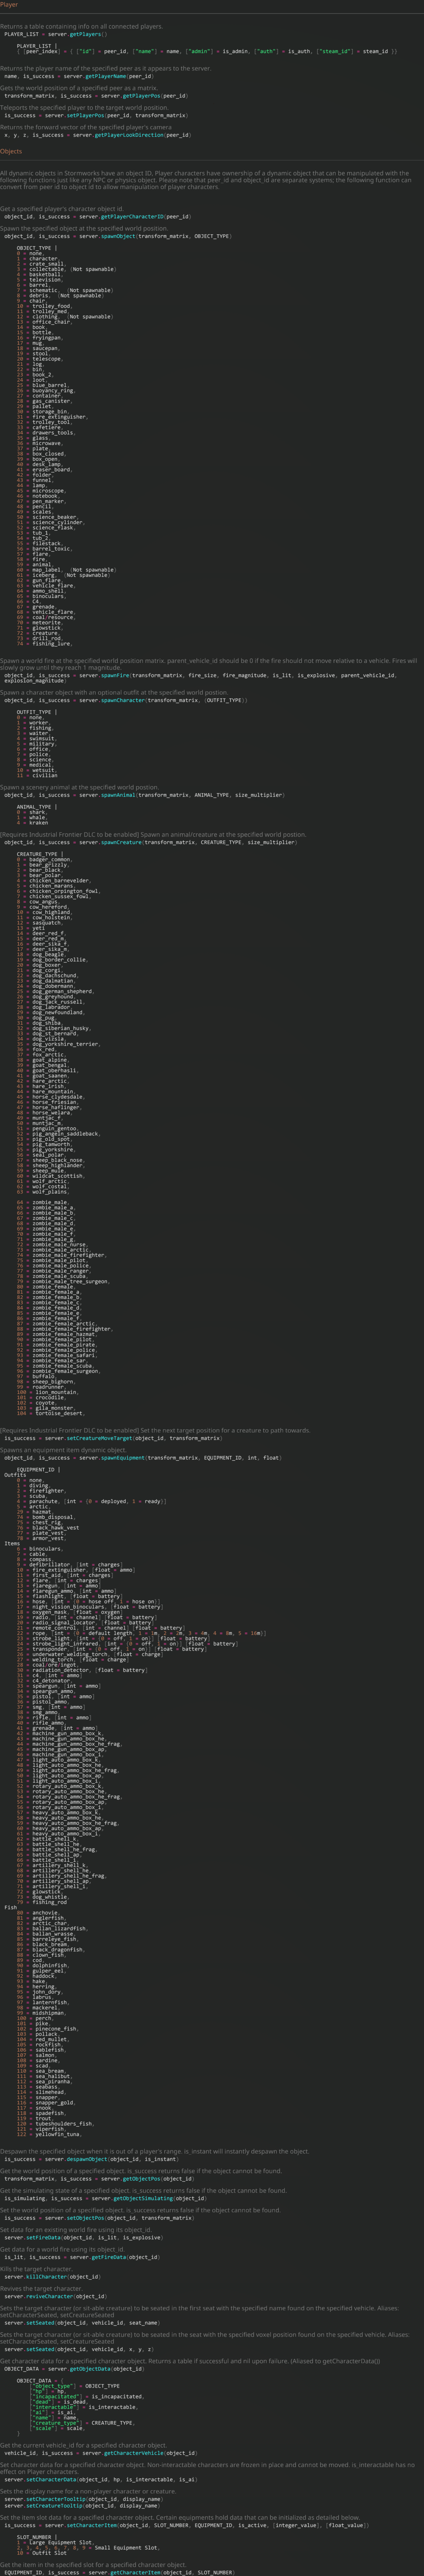 Player
Returns a table containing info on all connected players.
PLAYER_LIST = server.getPlayers()
PLAYER_LIST |
{ [peer_index] = { ["id"] = peer_id, ["name"] = name, ["admin"] = is_admin, ["auth"] = is_auth, ["steam_id"] = steam_id }}
Returns the player name of the specified peer as it appears to the server.
name, is_success = server.getPlayerName(peer_id)
Gets the world position of a specified peer as a matrix.
transform_matrix, is_success = server.getPlayerPos(peer_id)
Teleports the specified player to the target world position.
is_success = server.setPlayerPos(peer_id, transform_matrix)
Returns the forward vector of the specified player's camera
x, y, z, is_success = server.getPlayerLookDirection(peer_id)
Objects
All dynamic objects in Stormworks have an object ID. Player characters have ownership of a dynamic object that can be manipulated with the
following functions just like any NPC or physics object. Please note that peer_id and object_id are separate systems; the following function can
convert from peer id to object id to allow manipulation of player characters.
Get a specified player's character object id.
object_id, is_success = server.getPlayerCharacterID(peer_id)
Spawn the specified object at the specified world position.
object_id, is_success = server.spawnObject(transform_matrix, OBJECT_TYPE)
OBJECT_TYPE |
0 = none,
1 = character,
2 = crate_small,
3 = collectable, (Not spawnable)
4 = basketball,
5 = television,
6 = barrel,
7 = schematic, (Not spawnable)
8 = debris, (Not spawnable)
9 = chair,
10 = trolley_food,
11 = trolley_med,
12 = clothing, (Not spawnable)
13 = office_chair,
14 = book,
15 = bottle,
16 = fryingpan,
17 = mug,
18 = saucepan,
19 = stool,
20 = telescope,
21 = log,
22 = bin,
23 = book_2,
24 = loot,
25 = blue_barrel,
26 = buoyancy_ring,
27 = container,
28 = gas_canister,
29 = pallet,
30 = storage_bin,
31 = fire_extinguisher,
32 = trolley_tool,
33 = cafetiere,
34 = drawers_tools,
35 = glass,
36 = microwave,
37 = plate,
38 = box_closed,
39 = box_open,
40 = desk_lamp,
41 = eraser_board,
42 = folder,
43 = funnel,
44 = lamp,
45 = microscope,
46 = notebook,
47 = pen_marker,
48 = pencil,
49 = scales,
50 = science_beaker,
51 = science_cylinder,
52 = science_flask,
53 = tub_1,
54 = tub_2,
55 = filestack,
56 = barrel_toxic,
57 = flare,
58 = fire,
59 = animal,
60 = map_label, (Not spawnable)
61 = iceberg, (Not spawnable)
62 = gun_flare,
63 = vehicle_flare,
64 = ammo_shell,
65 = binoculars,
66 = C4,
67 = grenade,
68 = vehicle_flare,
69 = coal_resource,
70 = meteorite,
71 = glowstick,
72 = creature,
73 = drill_rod,
74 = fishing_lure,
Spawn a world fire at the specified world position matrix. parent_vehicle_id should be 0 if the fire should not move relative to a vehicle. Fires will
slowly grow until they reach 1 magnitude.
object_id, is_success = server.spawnFire(transform_matrix, fire_size, fire_magnitude, is_lit, is_explosive, parent_vehicle_id,
explosion_magnitude)
Spawn a character object with an optional outfit at the specified world postion.
object_id, is_success = server.spawnCharacter(transform_matrix, (OUTFIT_TYPE))
OUTFIT_TYPE |
0 = none,
1 = worker,
2 = fishing,
3 = waiter,
4 = swimsuit,
5 = military,
6 = office,
7 = police,
8 = science,
9 = medical,
10 = wetsuit,
11 = civilian
Spawn a scenery animal at the specified world postion.
object_id, is_success = server.spawnAnimal(transform_matrix, ANIMAL_TYPE, size_multiplier)
ANIMAL_TYPE |
0 = shark,
1 = whale,
4 = kraken
[Requires Industrial Frontier DLC to be enabled] Spawn an animal/creature at the specified world postion.
object_id, is_success = server.spawnCreature(transform_matrix, CREATURE_TYPE, size_multiplier)
CREATURE_TYPE |
0 = badger_common,
1 = bear_grizzly,
2 = bear_black,
3 = bear_polar,
4 = chicken_barnevelder,
5 = chicken_marans,
6 = chicken_orpington_fowl,
7 = chicken_sussex_fowl,
8 = cow_angus,
9 = cow_hereford,
10 = cow_highland,
11 = cow_holstein,
12 = sasquatch,
13 = yeti
14 = deer_red_f,
15 = deer_red_m,
16 = deer_sika_f,
17 = deer_sika_m,
18 = dog_beagle,
19 = dog_border_collie,
20 = dog_boxer,
21 = dog_corgi,
22 = dog_dachschund,
23 = dog_dalmatian,
24 = dog_dobermann,
25 = dog_german_shepherd,
26 = dog_greyhound,
27 = dog_jack_russell,
28 = dog_labrador,
29 = dog_newfoundland,
30 = dog_pug,
31 = dog_shiba,
32 = dog_siberian_husky,
33 = dog_st_bernard,
34 = dog_vizsla,
35 = dog_yorkshire_terrier,
36 = fox_red,
37 = fox_arctic,
38 = goat_alpine,
39 = goat_bengal,
40 = goat_oberhasli,
41 = goat_saanen,
42 = hare_arctic,
43 = hare_irish,
44 = hare_mountain,
45 = horse_clydesdale,
46 = horse_friesian,
47 = horse_haflinger,
48 = horse_welara,
49 = muntjac_f,
50 = muntjac_m,
51 = penguin_gentoo,
52 = pig_angeln_saddleback,
53 = pig_old_spot,
54 = pig_tamworth,
55 = pig_yorkshire,
56 = seal_polar,
57 = sheep_black_nose,
58 = sheep_highlander,
59 = sheep_mule,
60 = wildcat_scottish,
61 = wolf_arctic,
62 = wolf_costal,
63 = wolf_plains,
64 = zombie_male,
65 = zombie_male_a,
66 = zombie_male_b,
67 = zombie_male_c,
68 = zombie_male_d,
69 = zombie_male_e,
70 = zombie_male_f,
71 = zombie_male_g,
72 = zombie_male_nurse,
73 = zombie_male_arctic,
74 = zombie_male_firefighter,
75 = zombie_male_pilot,
76 = zombie_male_police,
77 = zombie_male_ranger,
78 = zombie_male_scuba,
79 = zombie_male_tree_surgeon,
80 = zombie_female,
81 = zombie_female_a,
82 = zombie_female_b,
83 = zombie_female_c,
84 = zombie_female_d,
85 = zombie_female_e,
86 = zombie_female_f,
87 = zombie_female_arctic,
88 = zombie_female_firefighter,
89 = zombie_female_hazmat,
90 = zombie_female_pilot,
91 = zombie_female_pirate,
92 = zombie_female_police,
93 = zombie_female_safari,
94 = zombie_female_sar,
95 = zombie_female_scuba,
96 = zombie_female_surgeon,
97 = buffalo,
98 = sheep_bighorn,
99 = roadrunner,
100 = lion_mountain,
101 = crocodile,
102 = coyote,
103 = gila_monster,
104 = tortoise_desert,
[Requires Industrial Frontier DLC to be enabled] Set the next target position for a creature to path towards.
is_success = server.setCreatureMoveTarget(object_id, transform_matrix)
Spawns an equipment item dynamic object.
object_id, is_success = server.spawnEquipment(transform_matrix, EQUIPMENT_ID, int, float)
EQUIPMENT_ID |
Outfits
0 = none,
1 = diving,
2 = firefighter,
3 = scuba,
4 = parachute, [int = {0 = deployed, 1 = ready}]
5 = arctic,
29 = hazmat,
74 = bomb_disposal,
75 = chest_rig,
76 = black_hawk_vest
77 = plate_vest,
78 = armor_vest,
Items
6 = binoculars,
7 = cable,
8 = compass,
9 = defibrillator, [int = charges]
10 = fire_extinguisher, [float = ammo]
11 = first_aid, [int = charges]
12 = flare, [int = charges]
13 = flaregun, [int = ammo]
14 = flaregun_ammo, [int = ammo]
15 = flashlight, [float = battery]
16 = hose, [int = {0 = hose off, 1 = hose on}]
17 = night_vision_binoculars, [float = battery]
18 = oxygen_mask, [float = oxygen]
19 = radio, [int = channel] [float = battery]
20 = radio_signal_locator, [float = battery]
21 = remote_control, [int = channel] [float = battery]
22 = rope, [int = {0 = default length, 1 = 1m, 2 = 2m, 3 = 4m, 4 = 8m, 5 = 16m}]
23 = strobe_light, [int = {0 = off, 1 = on}] [float = battery]
24 = strobe_light_infrared, [int = {0 = off, 1 = on}] [float = battery]
25 = transponder, [int = {0 = off, 1 = on}] [float = battery]
26 = underwater_welding_torch, [float = charge]
27 = welding_torch, [float = charge]
28 = coal/ore/ingot,
30 = radiation_detector, [float = battery]
31 = c4, [int = ammo]
32 = c4_detonator,
33 = speargun, [int = ammo]
34 = speargun_ammo,
35 = pistol, [int = ammo]
36 = pistol_ammo,
37 = smg, [int = ammo]
38 = smg_ammo,
39 = rifle, [int = ammo]
40 = rifle_ammo,
41 = grenade, [int = ammo]
42 = machine_gun_ammo_box_k,
43 = machine_gun_ammo_box_he,
44 = machine_gun_ammo_box_he_frag,
45 = machine_gun_ammo_box_ap,
46 = machine_gun_ammo_box_i,
47 = light_auto_ammo_box_k,
48 = light_auto_ammo_box_he,
49 = light_auto_ammo_box_he_frag,
50 = light_auto_ammo_box_ap,
51 = light_auto_ammo_box_i,
52 = rotary_auto_ammo_box_k,
53 = rotary_auto_ammo_box_he,
54 = rotary_auto_ammo_box_he_frag,
55 = rotary_auto_ammo_box_ap,
56 = rotary_auto_ammo_box_i,
57 = heavy_auto_ammo_box_k,
58 = heavy_auto_ammo_box_he,
59 = heavy_auto_ammo_box_he_frag,
60 = heavy_auto_ammo_box_ap,
61 = heavy_auto_ammo_box_i,
62 = battle_shell_k,
63 = battle_shell_he,
64 = battle_shell_he_frag,
65 = battle_shell_ap,
66 = battle_shell_i,
67 = artillery_shell_k,
68 = artillery_shell_he,
69 = artillery_shell_he_frag,
70 = artillery_shell_ap,
71 = artillery_shell_i,
72 = glowstick,
73 = dog_whistle,
79 = fishing_rod
Fish
80 = anchovie,
81 = anglerfish,
82 = arctic_char,
83 = ballan_lizardfish,
84 = ballan_wrasse,
85 = barreleye_fish,
86 = black_bream,
87 = black_dragonfish,
88 = clown_fish,
89 = cod,
90 = dolphinfish,
91 = gulper_eel,
92 = haddock,
93 = hake,
94 = herring,
95 = john_dory,
96 = labrus,
97 = lanternfish,
98 = mackerel,
99 = midshipman,
100 = perch,
101 = pike,
102 = pinecone_fish,
103 = pollack,
104 = red_mullet,
105 = rockfish,
106 = sablefish,
107 = salmon,
108 = sardine,
109 = scad,
110 = sea_bream,
111 = sea_halibut,
112 = sea_piranha,
113 = seabass,
114 = slimehead,
115 = snapper,
116 = snapper_gold,
117 = snook,
118 = spadefish,
119 = trout,
120 = tubeshoulders_fish,
121 = viperfish,
122 = yellowfin_tuna,
Despawn the specified object when it is out of a player's range. is_instant will instantly despawn the object.
is_success = server.despawnObject(object_id, is_instant)
Get the world position of a specified object. is_success returns false if the object cannot be found.
transform_matrix, is_success = server.getObjectPos(object_id)
Get the simulating state of a specified object. is_success returns false if the object cannot be found.
is_simulating, is_success = server.getObjectSimulating(object_id)
Set the world position of a specified object. is_success returns false if the object cannot be found.
is_success = server.setObjectPos(object_id, transform_matrix)
Set data for an existing world fire using its object_id.
server.setFireData(object_id, is_lit, is_explosive)
Get data for a world fire using its object_id.
is_lit, is_success = server.getFireData(object_id)
Kills the target character.
server.killCharacter(object_id)
Revives the target character.
server.reviveCharacter(object_id)
Sets the target character (or sit-able creature) to be seated in the first seat with the specified name found on the specified vehicle. Aliases:
setCharacterSeated, setCreatureSeated
server.setSeated(object_id, vehicle_id, seat_name)
Sets the target character (or sit-able creature) to be seated in the seat with the specified voxel position found on the specified vehicle. Aliases:
setCharacterSeated, setCreatureSeated
server.setSeated(object_id, vehicle_id, x, y, z)
Get character data for a specified character object. Returns a table if successful and nil upon failure. (Aliased to getCharacterData())
OBJECT_DATA = server.getObjectData(object_id)
OBJECT_DATA = {
["object_type"] = OBJECT_TYPE
["hp"] = hp,
["incapacitated"] = is_incapacitated,
["dead"] = is_dead,
["interactable"] = is_interactable,
["ai"] = is_ai,
["name"] = name,
["creature_type"] = CREATURE_TYPE,
["scale"] = scale,
}
Get the current vehicle_id for a specified character object.
vehicle_id, is_success = server.getCharacterVehicle(object_id)
Set character data for a specified character object. Non-interactable characters are frozen in place and cannot be moved. is_interactable has no
effect on Player characters.
server.setCharacterData(object_id, hp, is_interactable, is_ai)
Sets the display name for a non-player character or creature.
server.setCharacterTooltip(object_id, display_name)
server.setCreatureTooltip(object_id, display_name)
Set the item slot data for a specified character object. Certain equipments hold data that can be initialized as detailed below.
is_success = server.setCharacterItem(object_id, SLOT_NUMBER, EQUIPMENT_ID, is_active, [integer_value], [float_value])
SLOT_NUMBER |
1 = Large Equipment Slot,
2, 3, 4, 5, 6, 7, 8, 9 = Small Equipment Slot,
10 = Outfit Slot
Get the item in the specified slot for a specified character object.
EQUIPMENT_ID, is_success = server.getCharacterItem(object_id, SLOT_NUMBER)